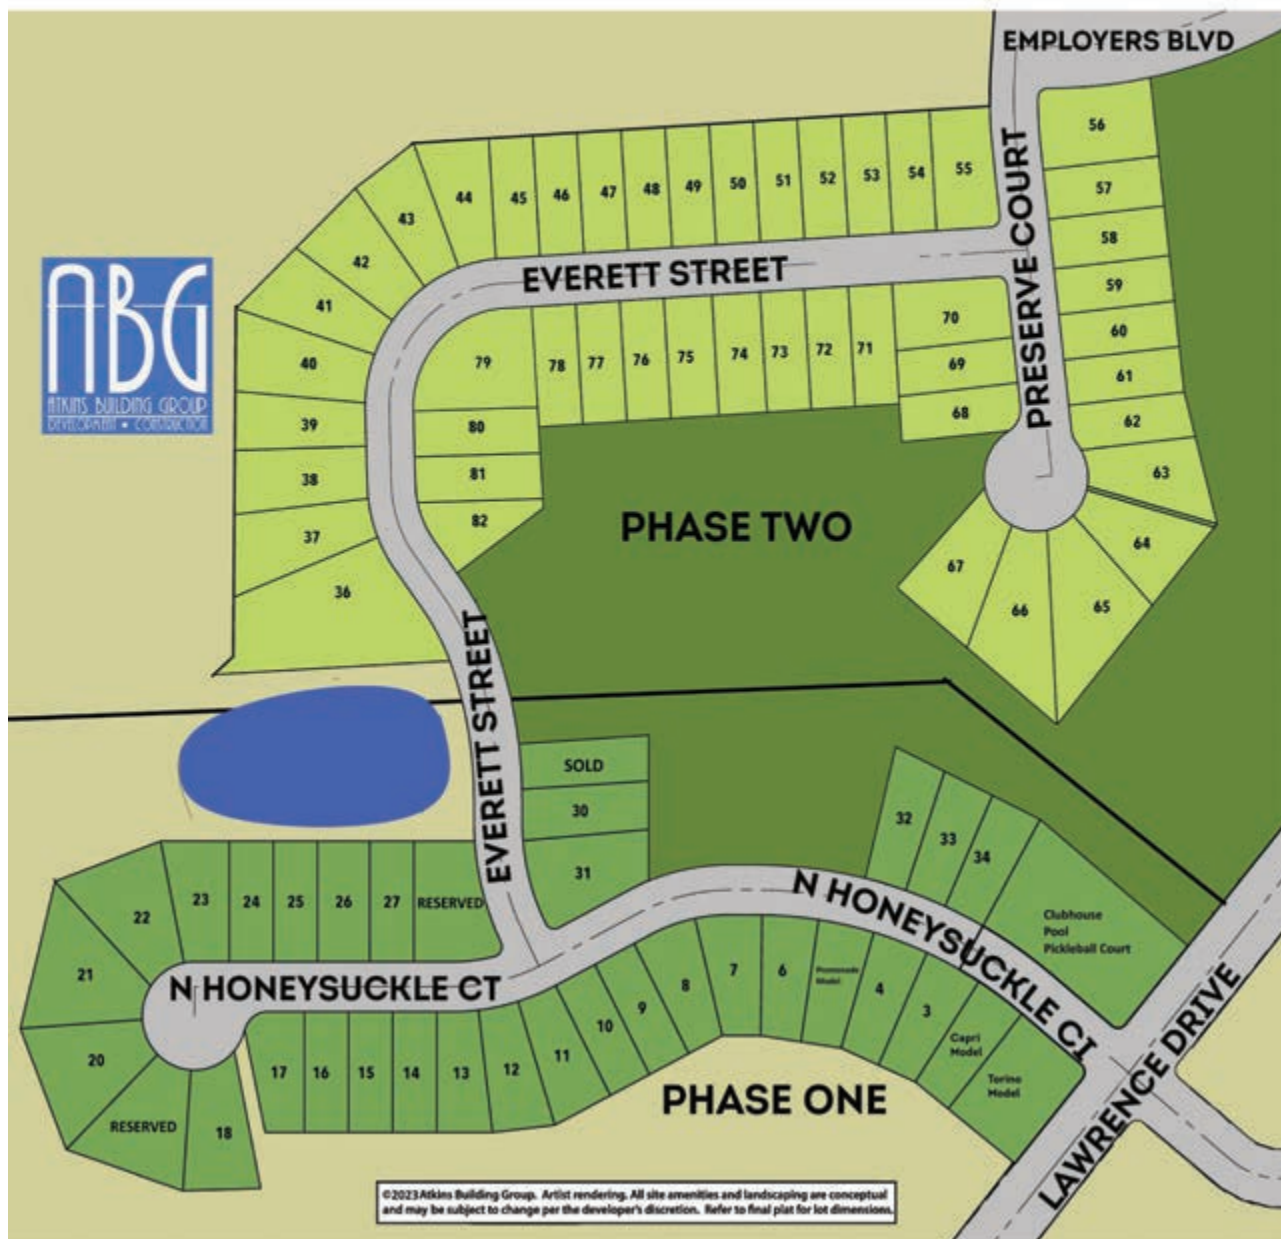 EMPLOYERS BLVD
PRESERVE COURT
56
57
58
59
60
61
62
63
64
65
66
67
68
69
70
55
54
53
52
51
50
49
48
47
46
45
44
43
42
41
40
39
38
37
36
EVERETT STREET
79
78
77
76
75
74
73
72
71
80
81
82
ABG
ATKINS BUILDING GROUP
DEVELOPMENT • CONSTRUCTION
PHASE TWO
EVERETT STREET
EVERETT STREET
SOLD
30
31
32
33
34
Clubhouse
Pool
Pickleball Court
N HONEYSUCKLE CI
23
24
25
26
27
RESERVED
22
21
20
RESERVED
18
N HONEYSUCKLE CT
17
16
15
14
13
12
11
10
9
8
7
6
Promenade
Model
4
3
Capri
Model
Torino
Model
PHASE ONE
LAWRENCE DRIVE
©2023 Atkins Building Group. Artist rendering. All site amenities and landscaping are conceptual
and may be subject to change per the developer's discretion. Refer to final plat for lot dimensions.